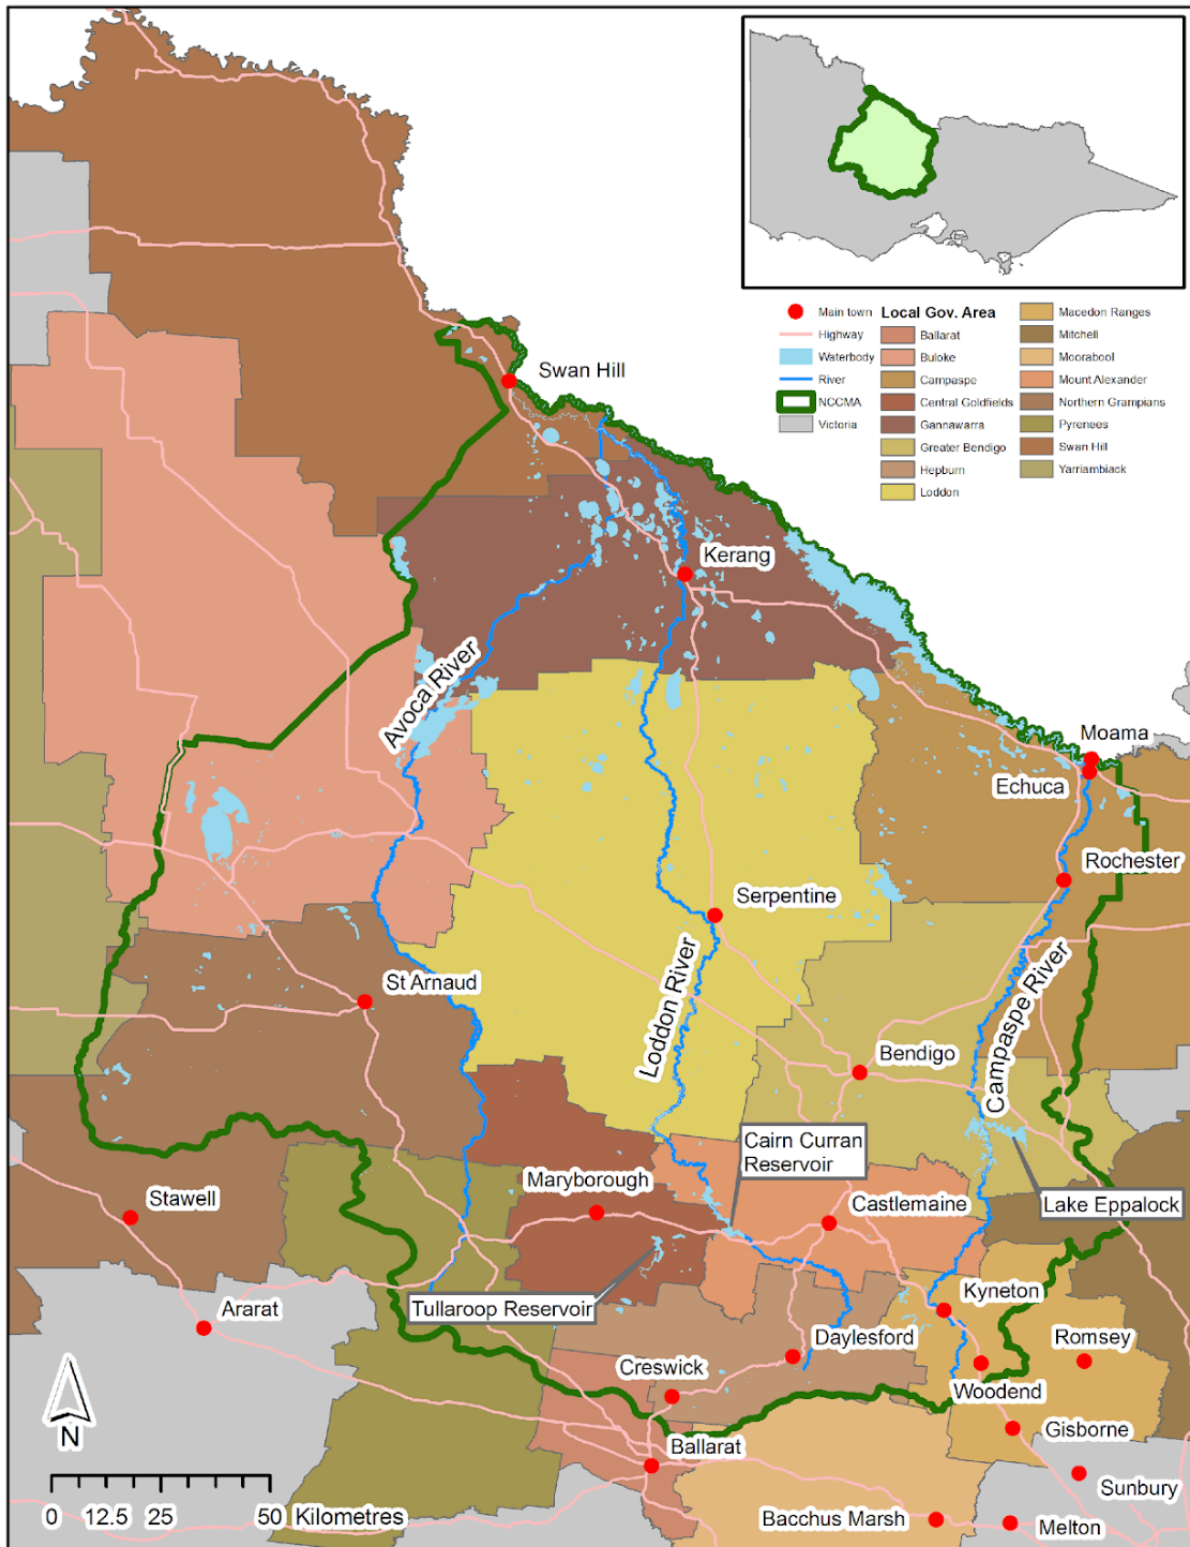 Main town
Highway
Waterbody
River
NCCMA
Victoria
Local Gov. Area
Ballarat
Buloke
Campaspe
Central Goldfields
Gannawarra
Greater Bendigo
Hepburn
Loddon
Macedon Ranges
Mitchell
Moorabool
Mount Alexander
Northern Grampians
Pyrenees
Swan Hill
Yarriambiack
Swan Hill
Kerang
Avoca River
Moama
Echuca
Rochester
Serpentine
Loddon River
Campaspe River
St Arnaud
Bendigo
Cairn Curran
Reservoir
Maryborough
Castlemaine
Lake Eppalock
Stawell
Tullaroop Reservoir
Ararat
Kyneton
Daylesford
Romsey
Creswick
Woodend
Gisborne
Ballarat
Sunbury
Bacchus Marsh
Melton
N
0 12.5 25 50 Kilometres